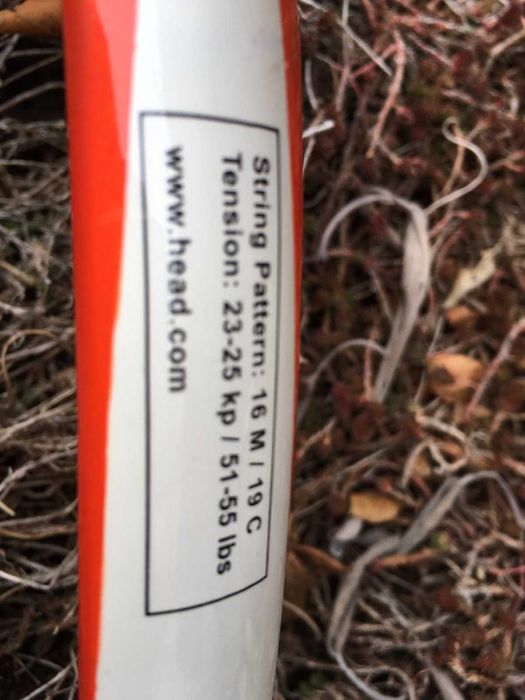 String Pattern: 16 M / 19 C
Tension: 23-25 kp / 51-55 lbs
www.head.com